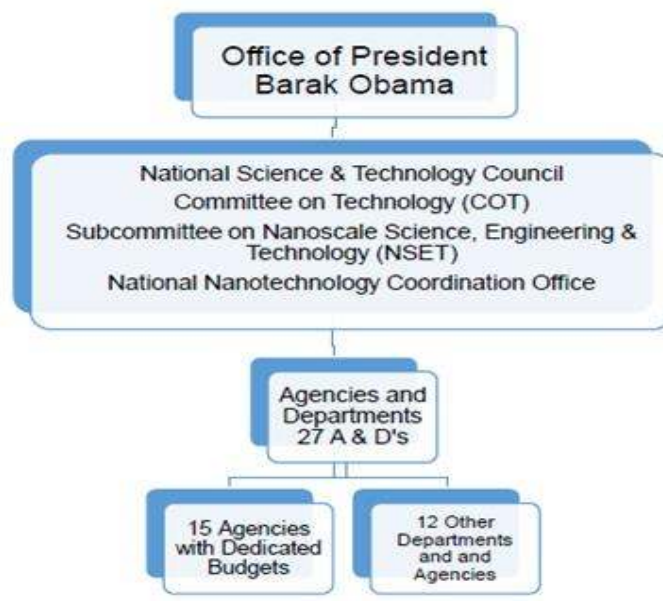 Office of President
Barak Obama
National Science & Technology Council
Committee on Technology (COT)
Subcommittee on Nanoscale Science, Engineering &
Technology (NSET)
National Nanotechnology Coordination Office
Agencies and
Departments
27 A & D's
15 Agencies
with Dedicated
Budgets
12 Other
Departments
and and
Agencies